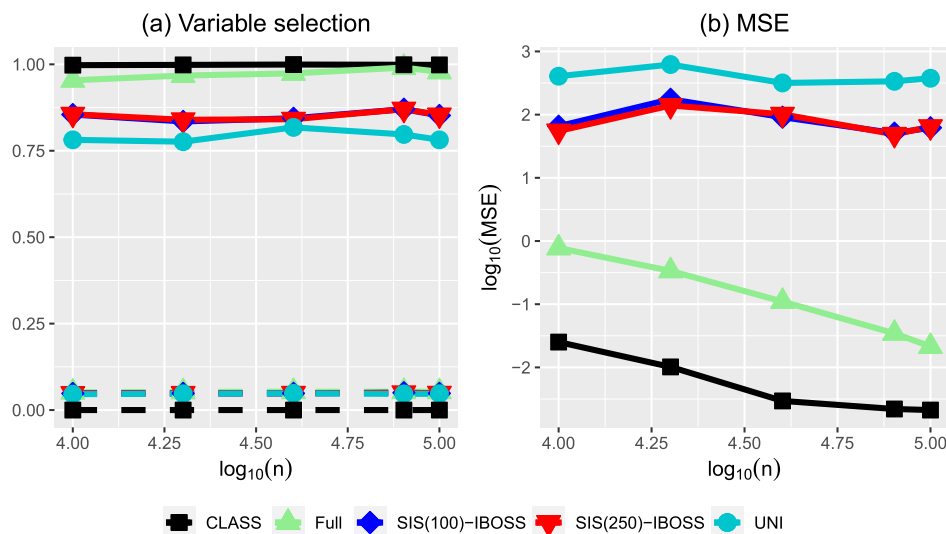 (a) Variable selection
1.00
0.75
0.50
0.25
0.00
4.00 4.25 4.50 4.75 5.00
log₁₀(n)
(b) MSE
log₁₀(MSE)
3
2
1
0
−1
−2
4.00 4.25 4.50 4.75 5.00
log₁₀(n)
CLASS Full SIS(100)−IBOSS SIS(250)−IBOSS UNI